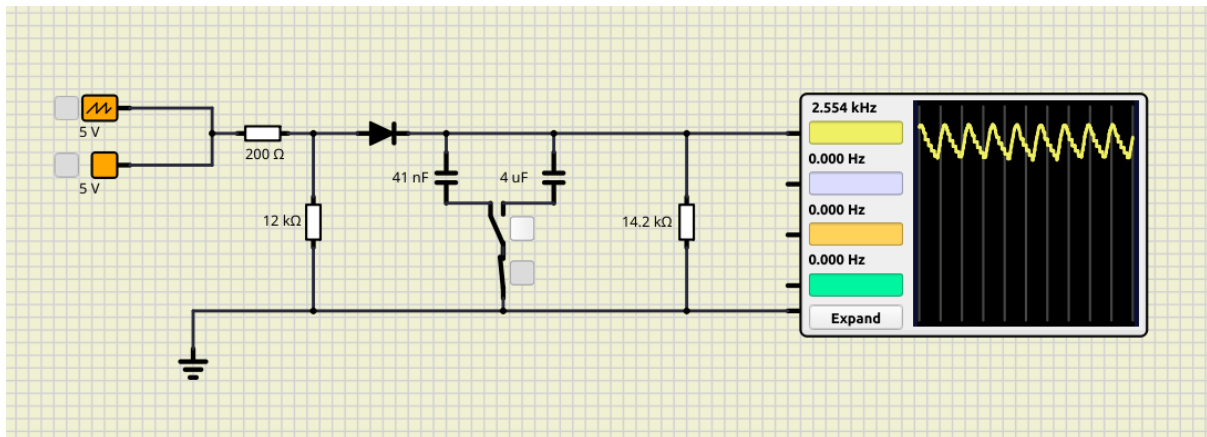 5 V
5 V
200 Ω
12 kΩ
41 nF
4 uF
14.2 kΩ
2.554 kHz
0.000 Hz
0.000 Hz
0.000 Hz
Expand